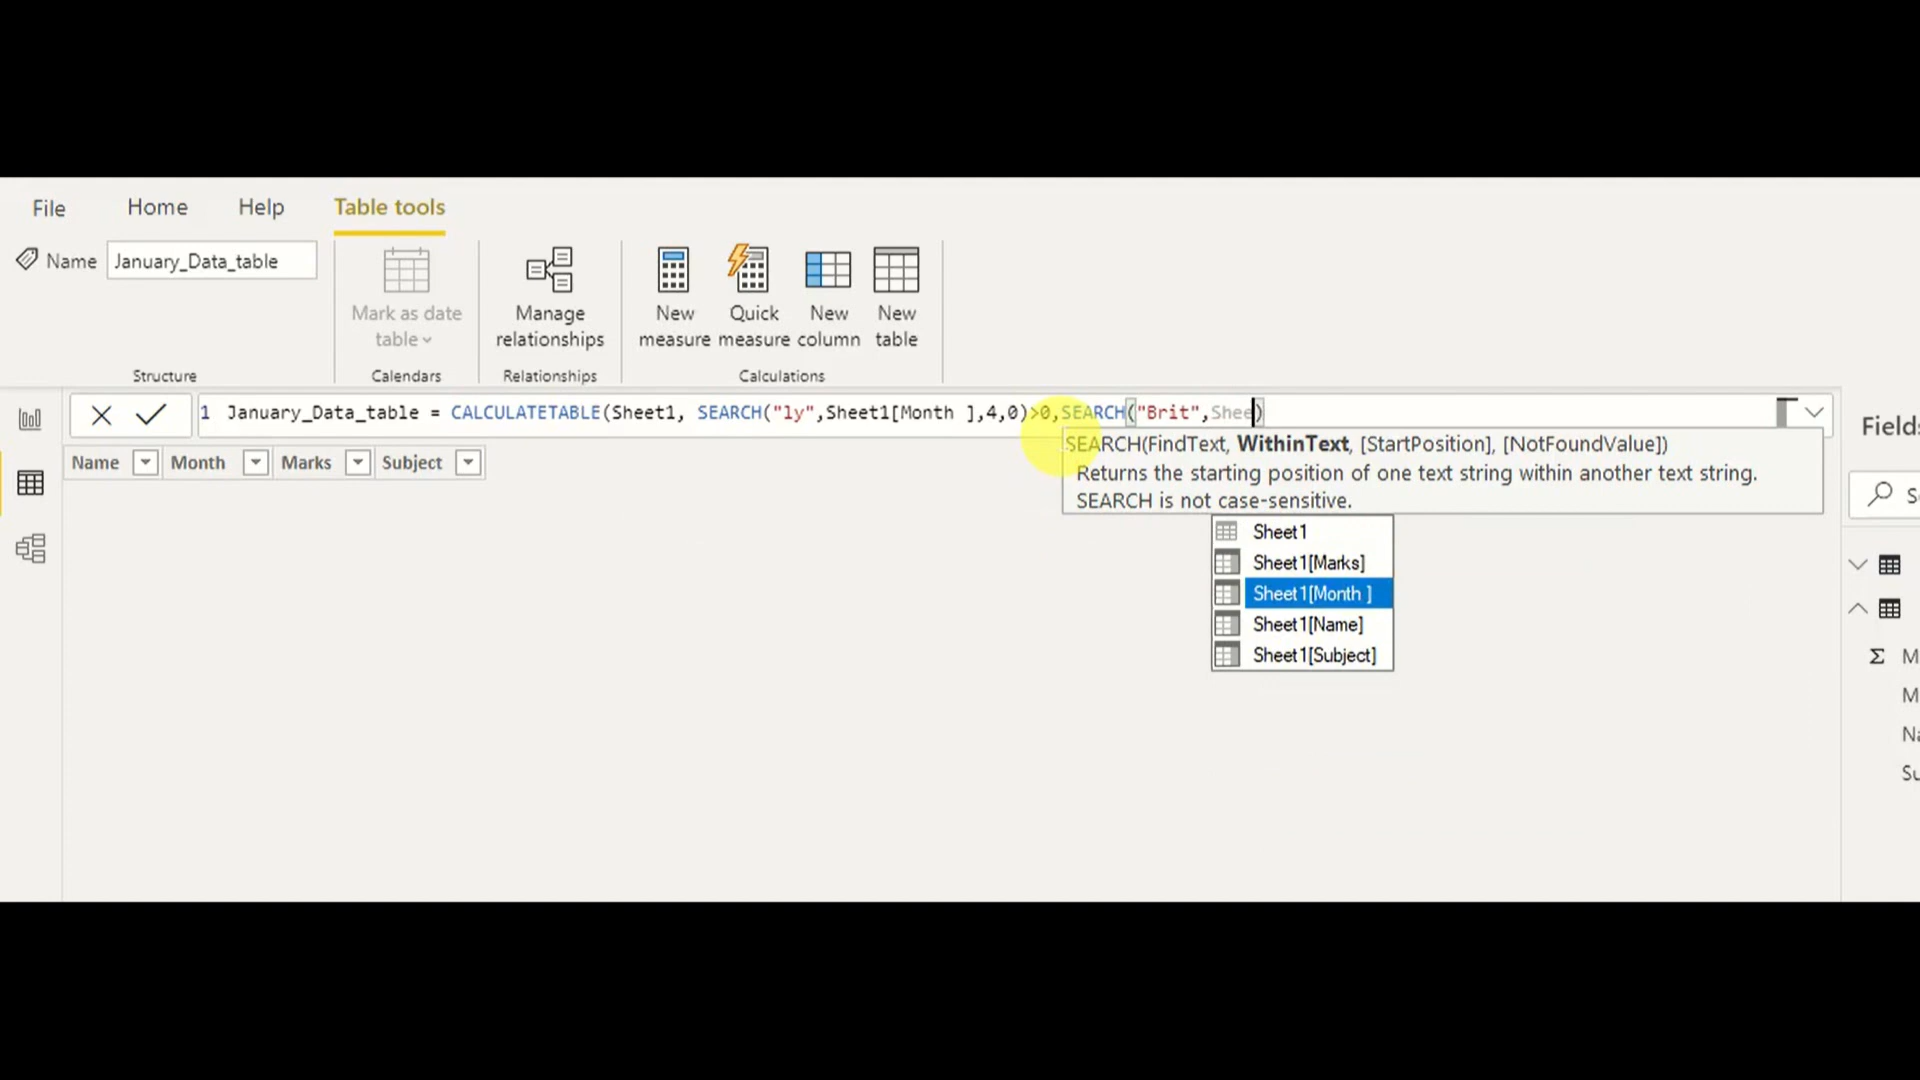 File Home Help Table tools
Name January_Data_table
Mark as date table
Manage relationships
New measure
Quick measure
New column
New table
Structure Calendars Relationships Calculations
1 January_Data_table = CALCULATETABLE(Sheet1, SEARCH("ly",Sheet1[Month ],4,0)>0,SEARCH("Brit",Shee)
SEARCH(FindText, WithinText, [StartPosition], [NotFoundValue])
Returns the starting position of one text string within another text string.
SEARCH is not case-sensitive.
Name Month Marks Subject
Sheet1
Sheet1[Marks]
Sheet1[Month ]
Sheet1[Name]
Sheet1[Subject]
Σ